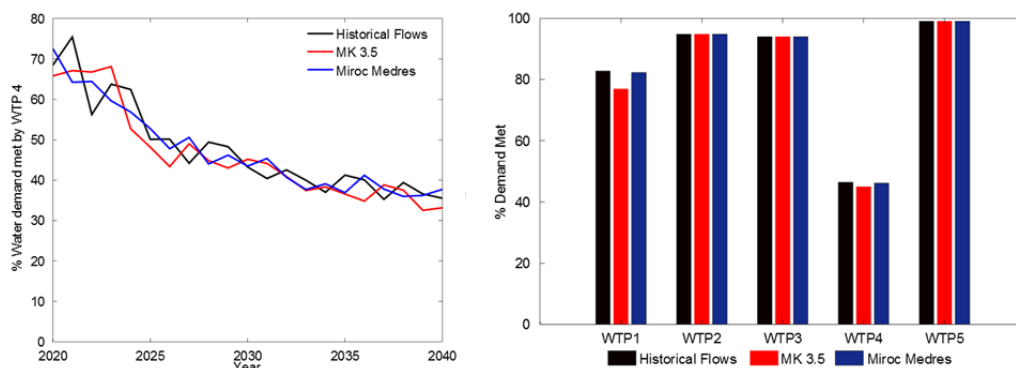 % Water demand met by WTP 4
80
70
60
50
40
30
20
10
0
Historical Flows
MK 3.5
Miroc Medres
2020
2025
2030
2035
2040
Year
% Demand Met
100
80
60
40
20
0
WTP1
WTP2
WTP3
WTP4
WTP5
Historical Flows
MK 3.5
Miroc Medres